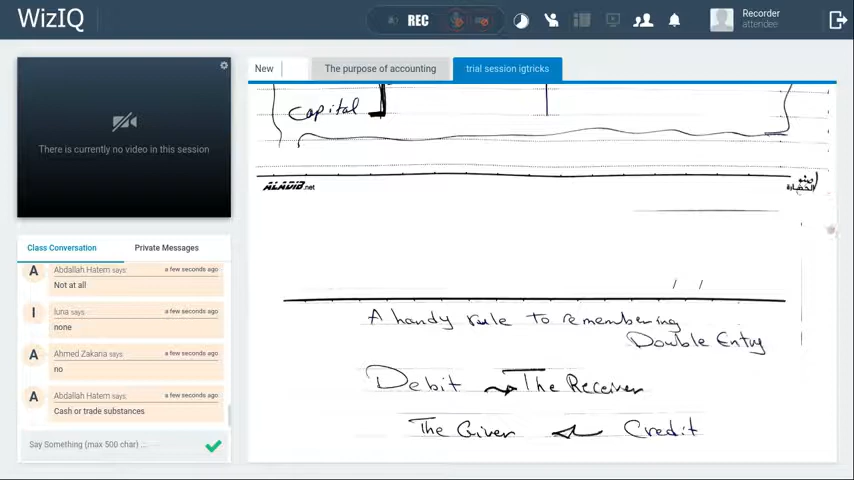 WizIQ
REC
Recorder
attendee
There is currently no video in this session
Class Conversation
Private Messages
A
Abdallah Hatem says:
a few seconds ago
Not at all
l
luna says
a few seconds ago
none
A
Ahmed Zakaria says
a few seconds ago
no
A
Abdallah Hatem says:
a few seconds ago
Cash or trade substances
Say Something (max 500 char) ...
New
The purpose of accounting
trial session igtricks
Capital
ALADIB.net
A handy rule to remembering
Double Entry
Debit → The Receiver
The Giver ← Credit